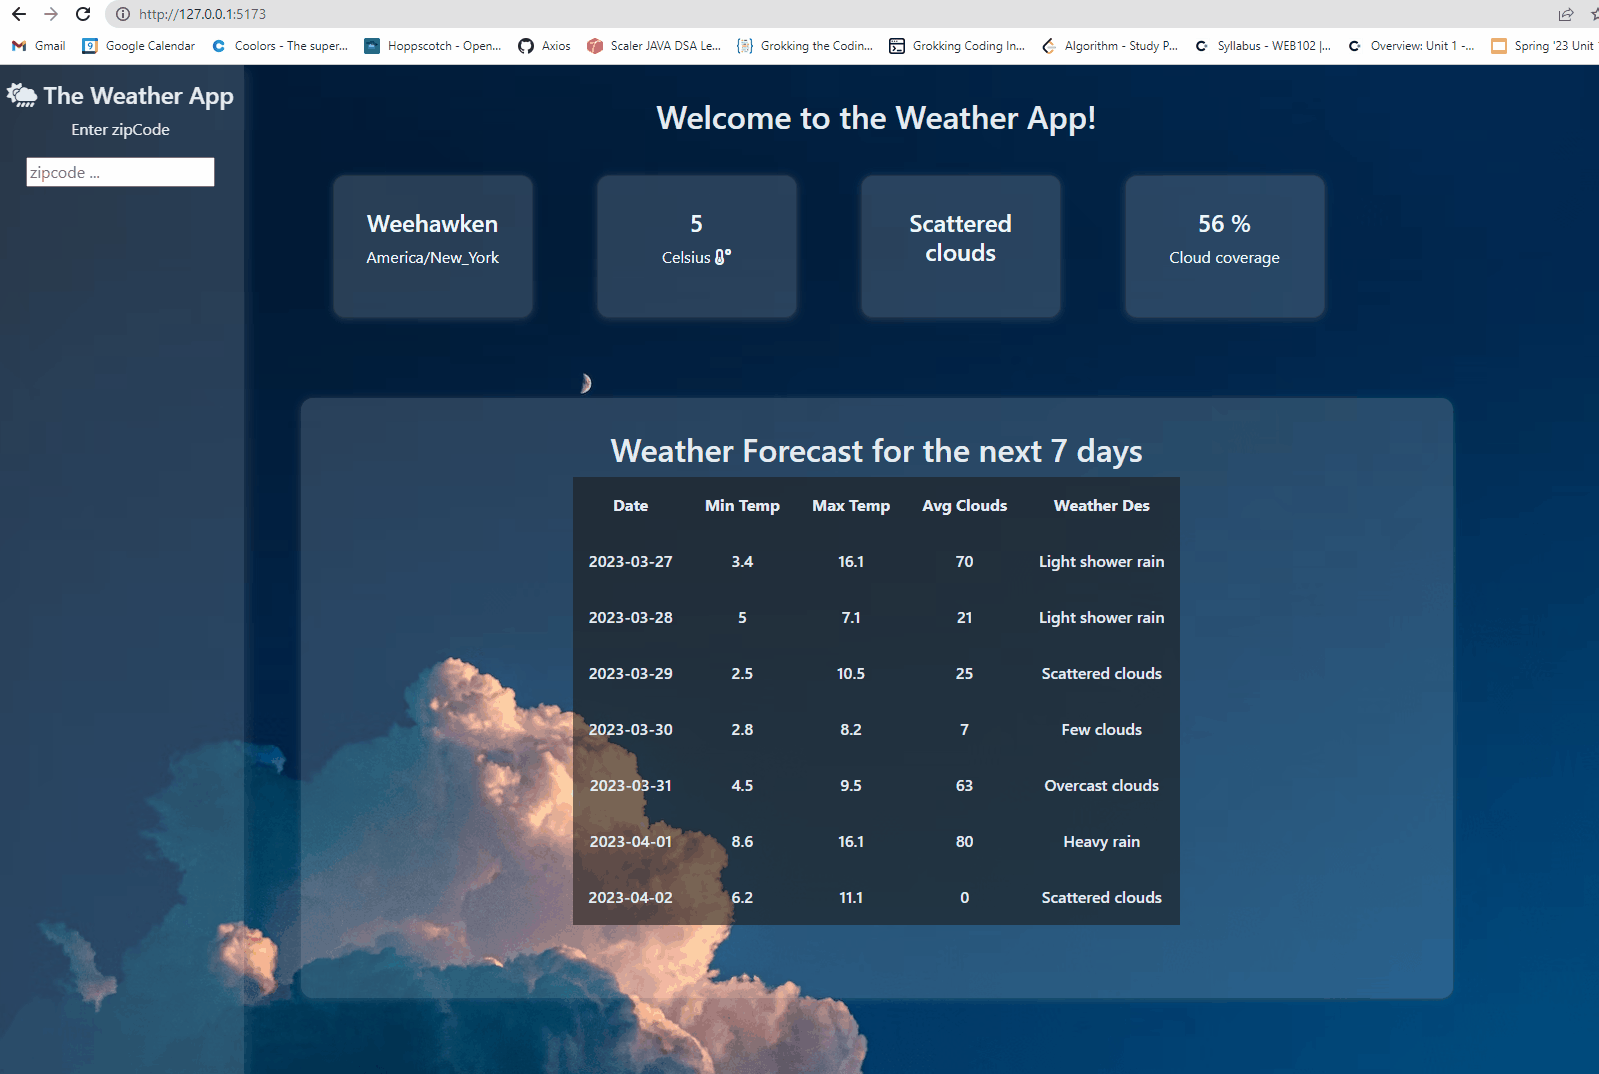 http://127.0.0.1:5173
Gmail
Google Calendar
Coolors - The super...
Hoppscotch - Open...
Axios
Scaler JAVA DSA Le...
Grokking the Codin...
Grokking Coding In...
Algorithm - Study P...
Syllabus - WEB102 |...
Overview: Unit 1 -...
Spring '23 Unit
The Weather App
Enter zipCode
zipcode ...
Welcome to the Weather App!
Weehawken
America/New_York
5
Celsius
Scattered
clouds
56 %
Cloud coverage
Weather Forecast for the next 7 days
Date Min Temp Max Temp Avg Clouds Weather Des
2023-03-27 3.4 16.1 70 Light shower rain
2023-03-28 5 7.1 21 Light shower rain
2023-03-29 2.5 10.5 25 Scattered clouds
2023-03-30 2.8 8.2 7 Few clouds
2023-03-31 4.5 9.5 63 Overcast clouds
2023-04-01 8.6 16.1 80 Heavy rain
2023-04-02 6.2 11.1 0 Scattered clouds